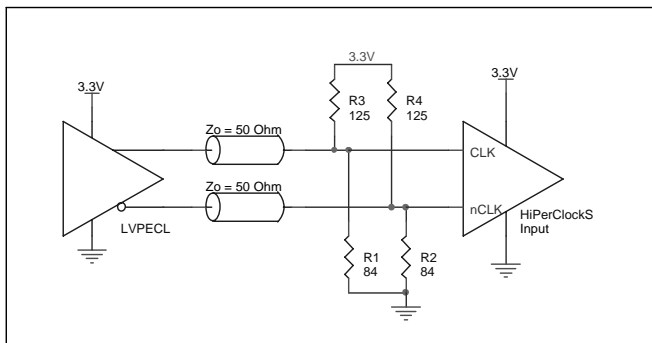 3.3V
3.3V
3.3V
R3
125
R4
125
Zo = 50 Ohm
CLK
Zo = 50 Ohm
nCLK
HiPerClockS
Input
LVPECL
R1
84
R2
84